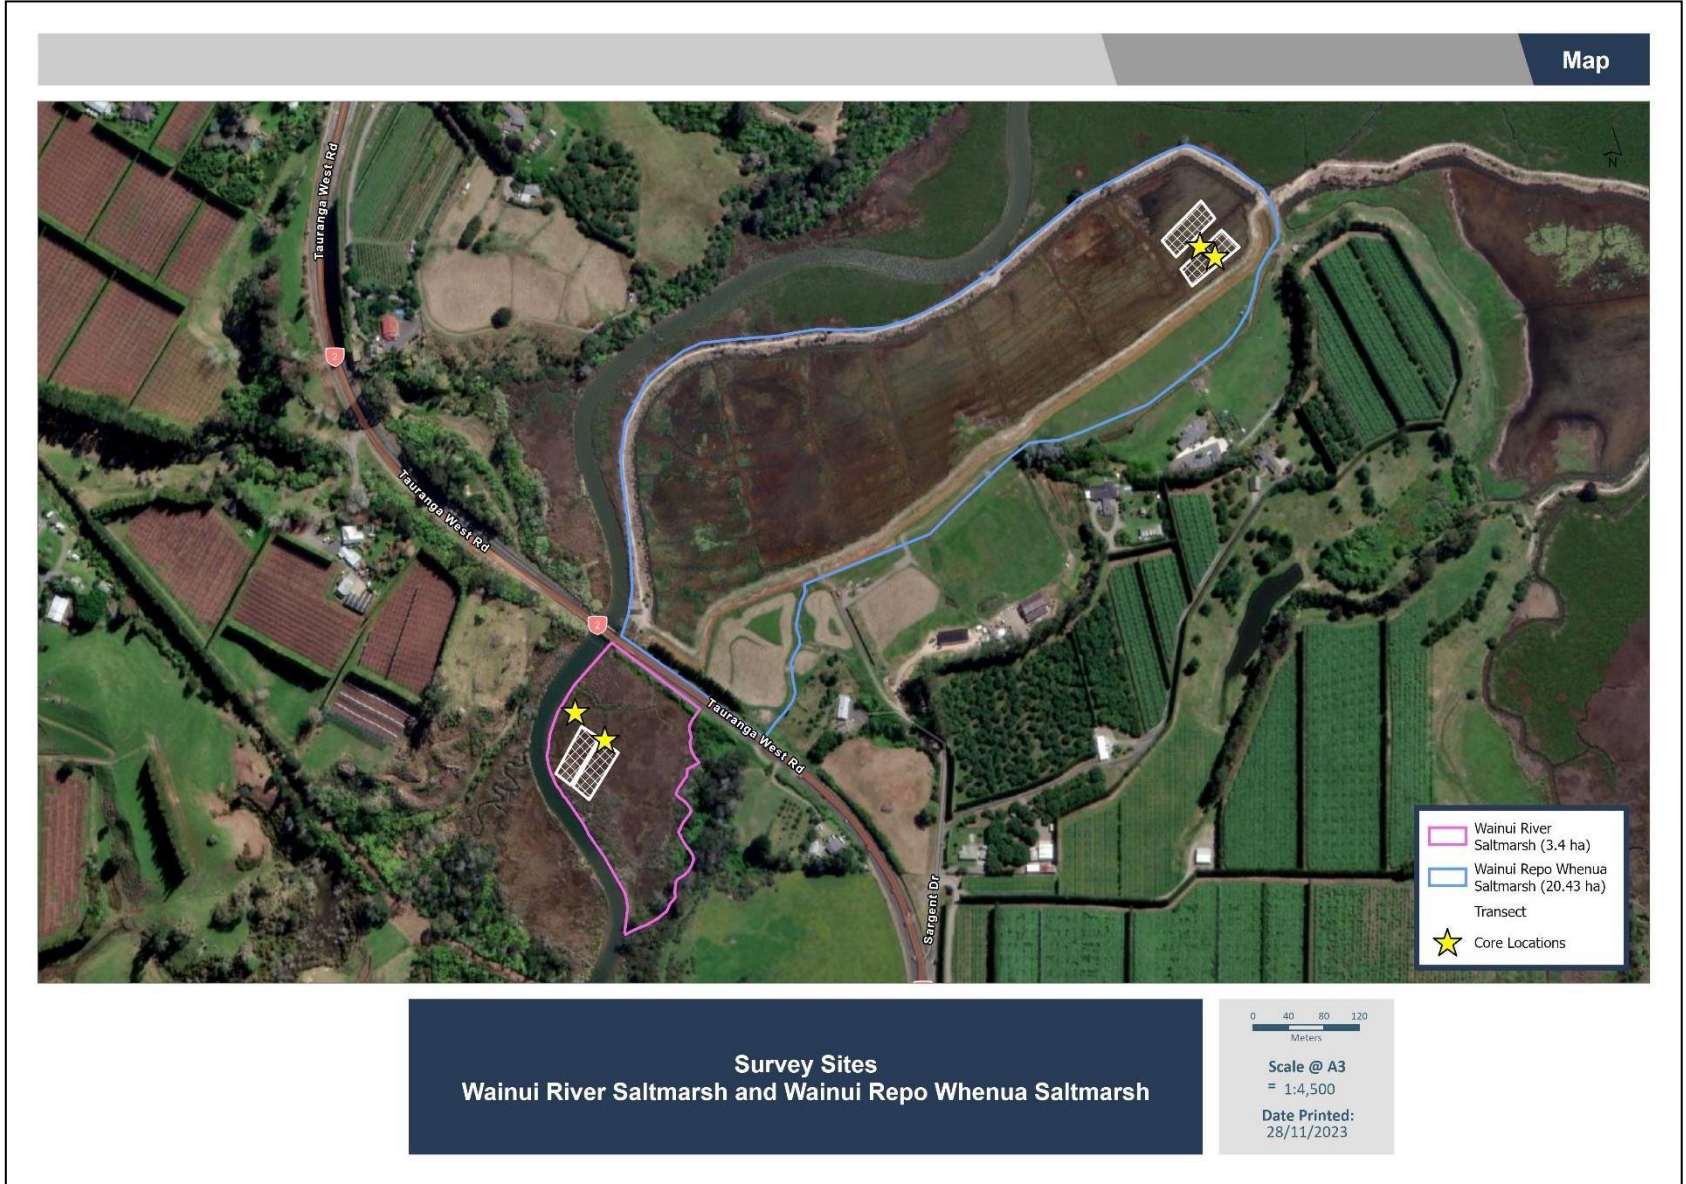 Map
N
Tauranga West Rd
2
Tauranga West Rd
2
Tauranga West Rd
Sargent Dr
Wainui River
Saltmarsh (3.4 ha)
Wainui Repo Whenua
Saltmarsh (20.43 ha)
Transect
Core Locations
Survey Sites
Wainui River Saltmarsh and Wainui Repo Whenua Saltmarsh
0 40 80 120
Meters
Scale @ A3
= 1:4,500
Date Printed:
28/11/2023